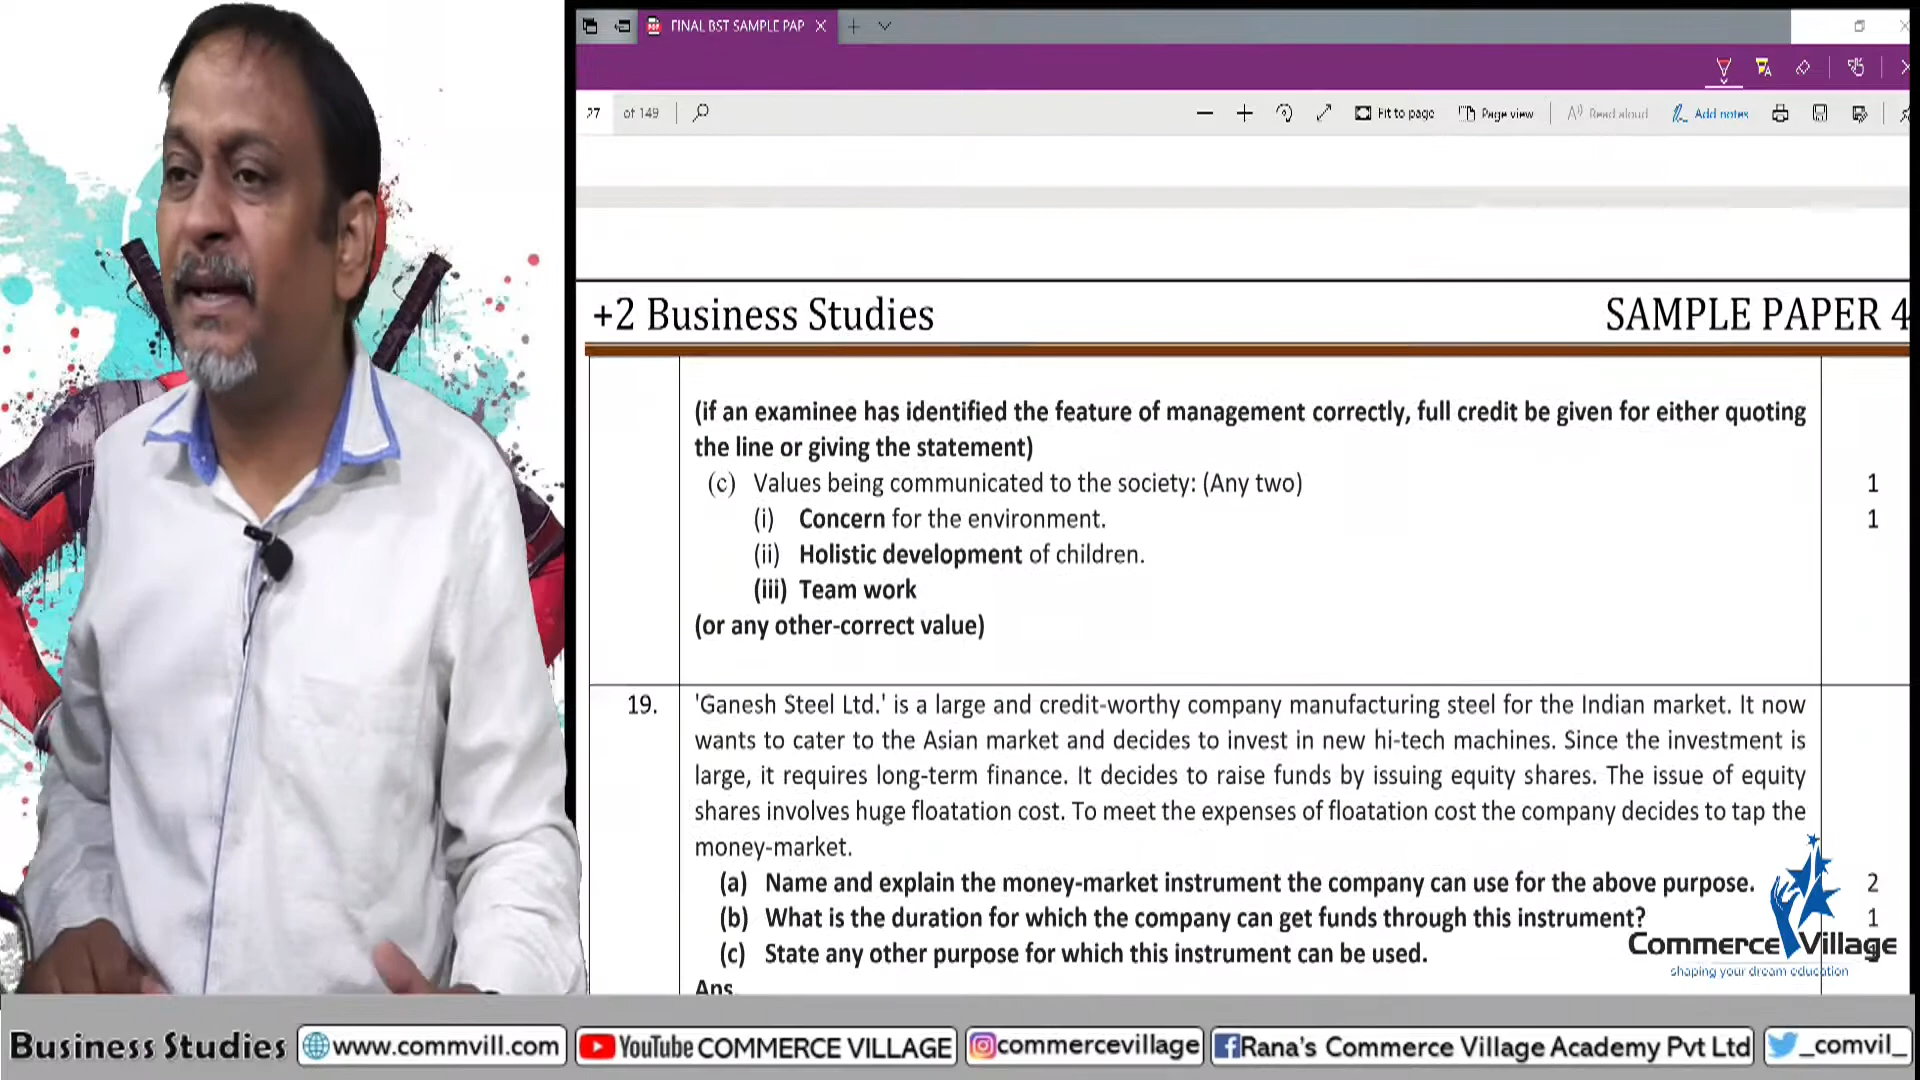 FINAL BST SAMPLE PAP
27 of 149
Fit to page
Page view
Read aloud
Add notes
+2 Business Studies
SAMPLE PAPER 4
(if an examinee has identified the feature of management correctly, full credit be given for either quoting
the line or giving the statement)
(c) Values being communicated to the society: (Any two) 1
(i) Concern for the environment. 1
(ii) Holistic development of children.
(iii) Team work
(or any other-correct value)
19. 'Ganesh Steel Ltd.' is a large and credit-worthy company manufacturing steel for the Indian market. It now
wants to cater to the Asian market and decides to invest in new hi-tech machines. Since the investment is
large, it requires long-term finance. It decides to raise funds by issuing equity shares. The issue of equity
shares involves huge floatation cost. To meet the expenses of floatation cost the company decides to tap the
money-market.
(a) Name and explain the money-market instrument the company can use for the above purpose. 2
(b) What is the duration for which the company can get funds through this instrument? 1
(c) State any other purpose for which this instrument can be used.
Ans.
Commerce Village
shaping your dream education
Business Studies
www.commvill.com
YouTube COMMERCE VILLAGE
commercevillage
Rana's Commerce Village Academy Pvt Ltd
_comvil_